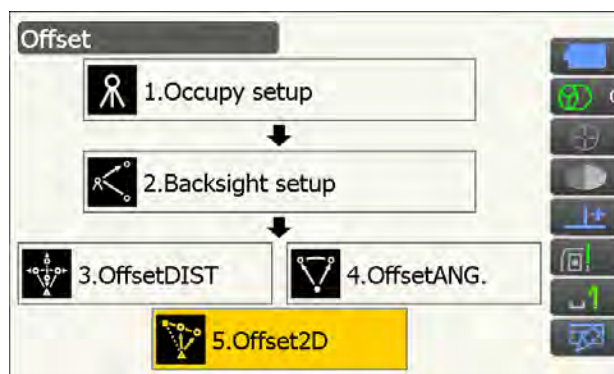 Offset
1.Occupy setup
2.Backsight setup
3.OffsetDIST
4.OffsetANG.
5.Offset2D